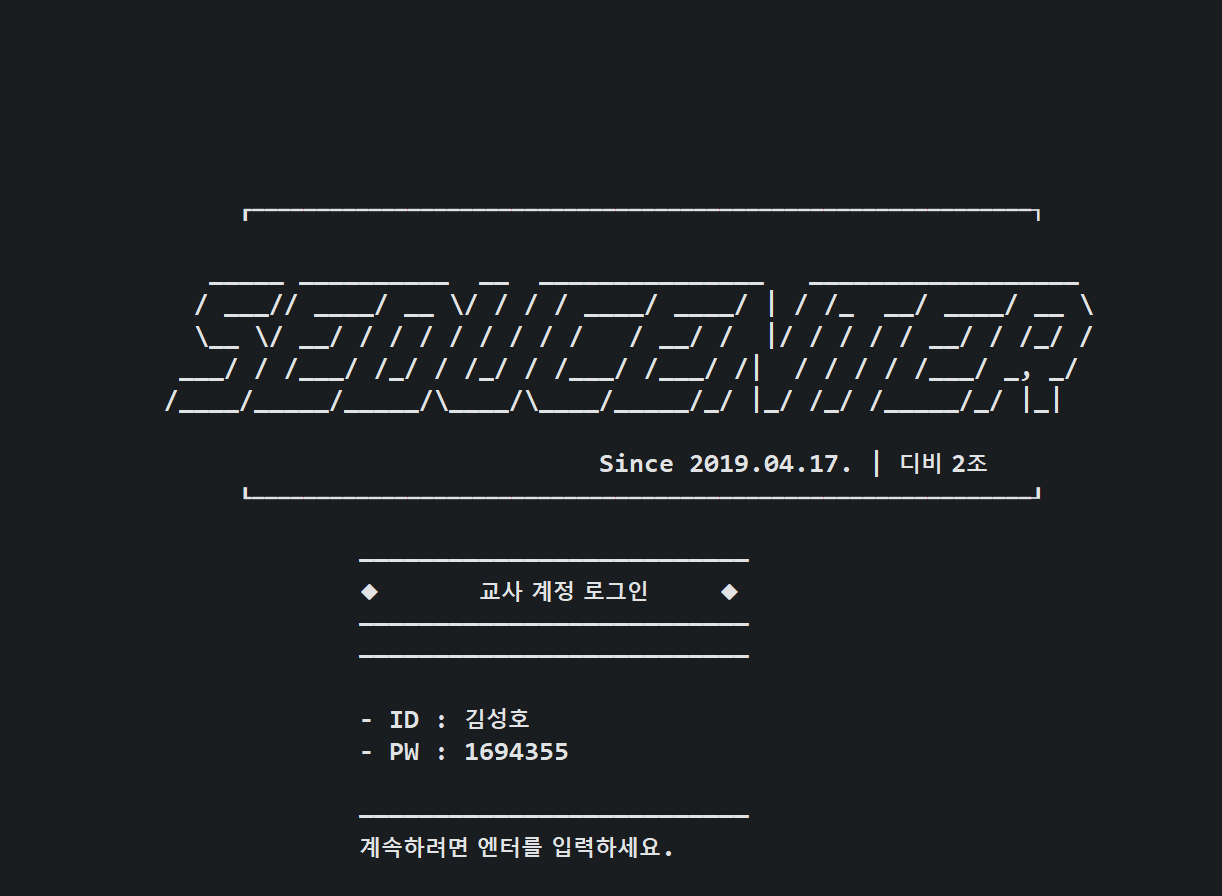 SEDUCENTER
Since 2019.04.17. | 디비 2조
◆ 교사 계정 로그인 ◆
- ID : 김성호
- PW : 1694355
계속하려면 엔터를 입력하세요.